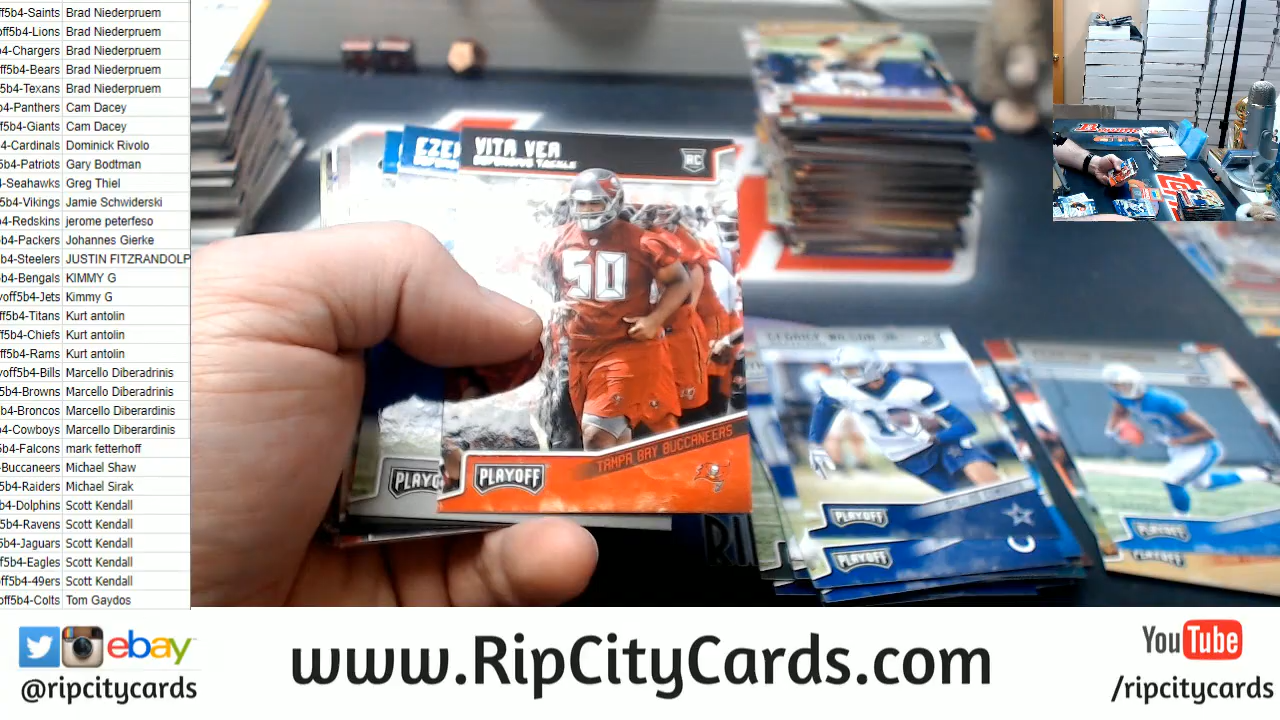 ff5b4-Saints Brad Niederpruem
off5b4-Lions Brad Niederpruem
b4-Chargers Brad Niederpruem
ff5b4-Bears Brad Niederpruem
f5b4-Texans Brad Niederpruem
b4-Panthers Cam Dacey
ff5b4-Giants Cam Dacey
4-Cardinals Dominick Rivolo
b4-Patriots Gary Bodtman
4-Seahawks Greg Thiel
5b4-Vikings Jamie Schwiderski
4-Redskins jerome peterfeso
b4-Packers Johannes Gierke
b4-Steelers JUSTIN FITZRANDOLP
b4-Bengals KIMMY G
yoff5b4-Jets Kimmy G
f5b4-Titans Kurt antolin
f5b4-Chiefs Kurt antolin
ff5b4-Rams Kurt antolin
yoff5b4-Bills Marcello Diberadrinis
5b4-Browns Marcello Diberadrinis
b4-Broncos Marcello Diberardinis
4-Cowboys Marcello Diberardinis
5b4-Falcons mark fetterhoff
-Buccaneers Michael Shaw
f5b4-Raiders Michael Sirak
4-Dolphins Scott Kendall
5b4-Ravens Scott Kendall
4-Jaguars Scott Kendall
f5b4-Eagles Scott Kendall
off5b4-49ers Scott Kendall
off5b4-Colts Tom Gaydos
EZE
VITA VEA
DEFENSIVE TACKLE
RC
50
TAMPA BAY BUCCANEERS
PLAYOFF
PLAYO
PLAYOFF
PLAYOFF
PLAYOFF
PLAYOFF
ebay
@ripcitycards
www.RipCityCards.com
YouTube
/ripcitycards